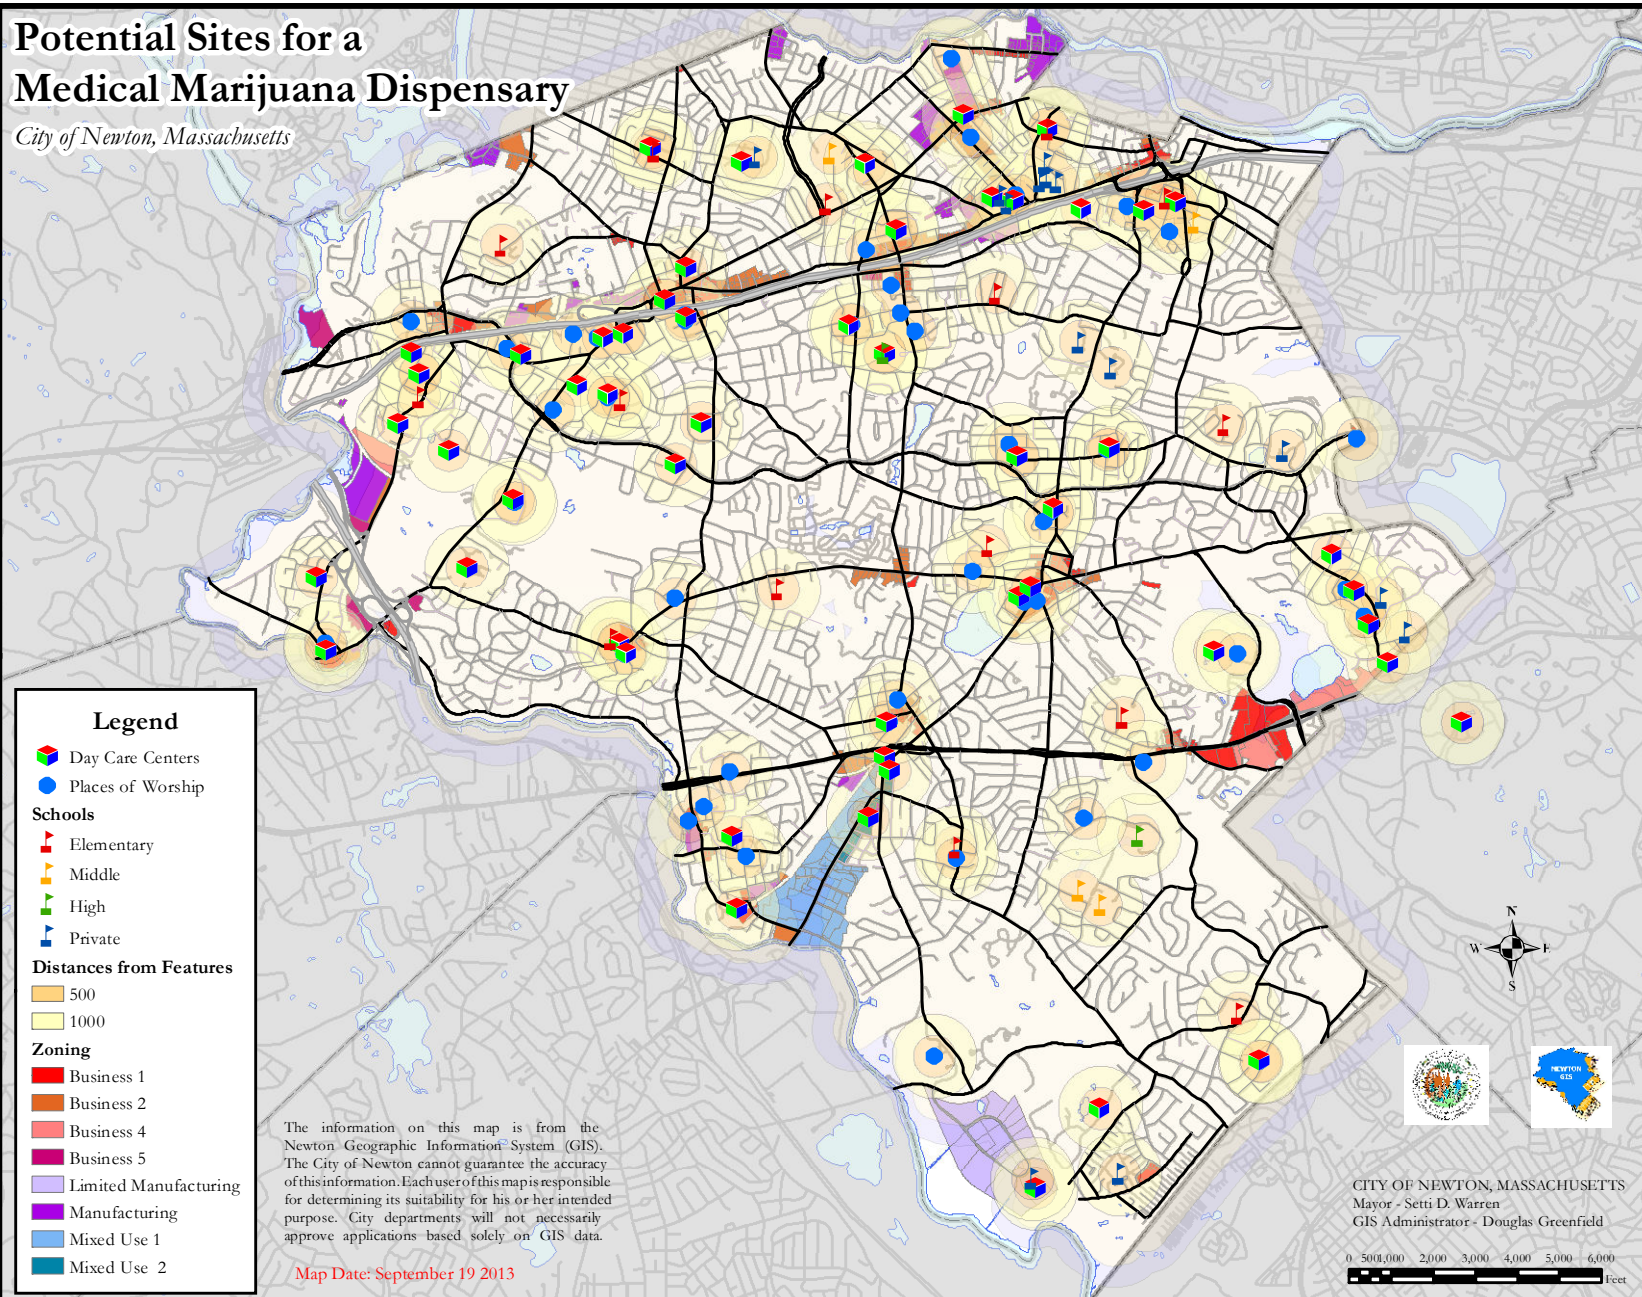 Potential Sites for a
Medical Marijuana Dispensary
City of Newton, Massachusetts
Legend
Day Care Centers
Places of Worship
Schools
Elementary
Middle
High
Private
Distances from Features
500
1000
Zoning
Business 1
Business 2
Business 4
Business 5
Limited Manufacturing
Manufacturing
Mixed Use 1
Mixed Use 2
The information on this map is from the
Newton Geographic Information System (GIS).
The City of Newton cannot guarantee the accuracy
of this information. Each user of this map is responsible
for determining its suitability for his or her intended
purpose. City departments will not necessarily
approve applications based solely on GIS data.
Map Date: September 19 2013
N
W E
S
NEWTON
GIS
CITY OF NEWTON, MASSACHUSETTS
Mayor - Setti D. Warren
GIS Administrator - Douglas Greenfield
0 500 1,000 2,000 3,000 4,000 5,000 6,000
Feet